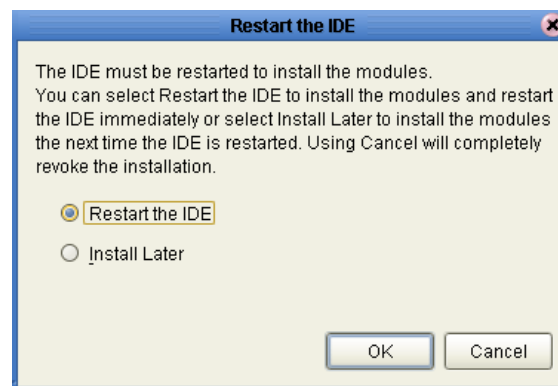 Restart the IDE
The IDE must be restarted to install the modules.
You can select Restart the IDE to install the modules and restart
the IDE immediately or select Install Later to install the modules
the next time the IDE is restarted. Using Cancel will completely
revoke the installation.
Restart the IDE
Install Later
OK
Cancel